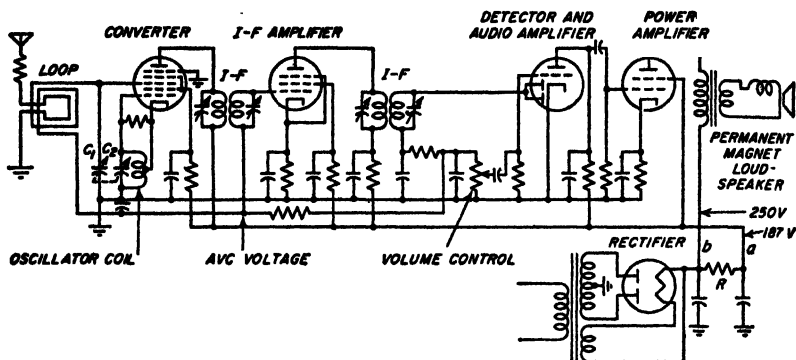 CONVERTER
I-F AMPLIFIER
DETECTOR AND
AUDIO AMPLIFIER
POWER
AMPLIFIER
LOOP
I-F
I-F
C1 C2
PERMANENT
MAGNET
LOUD-
SPEAKER
250V
187 V
OSCILLATOR COIL
AVC VOLTAGE
VOLUME CONTROL
RECTIFIER
b
a
R